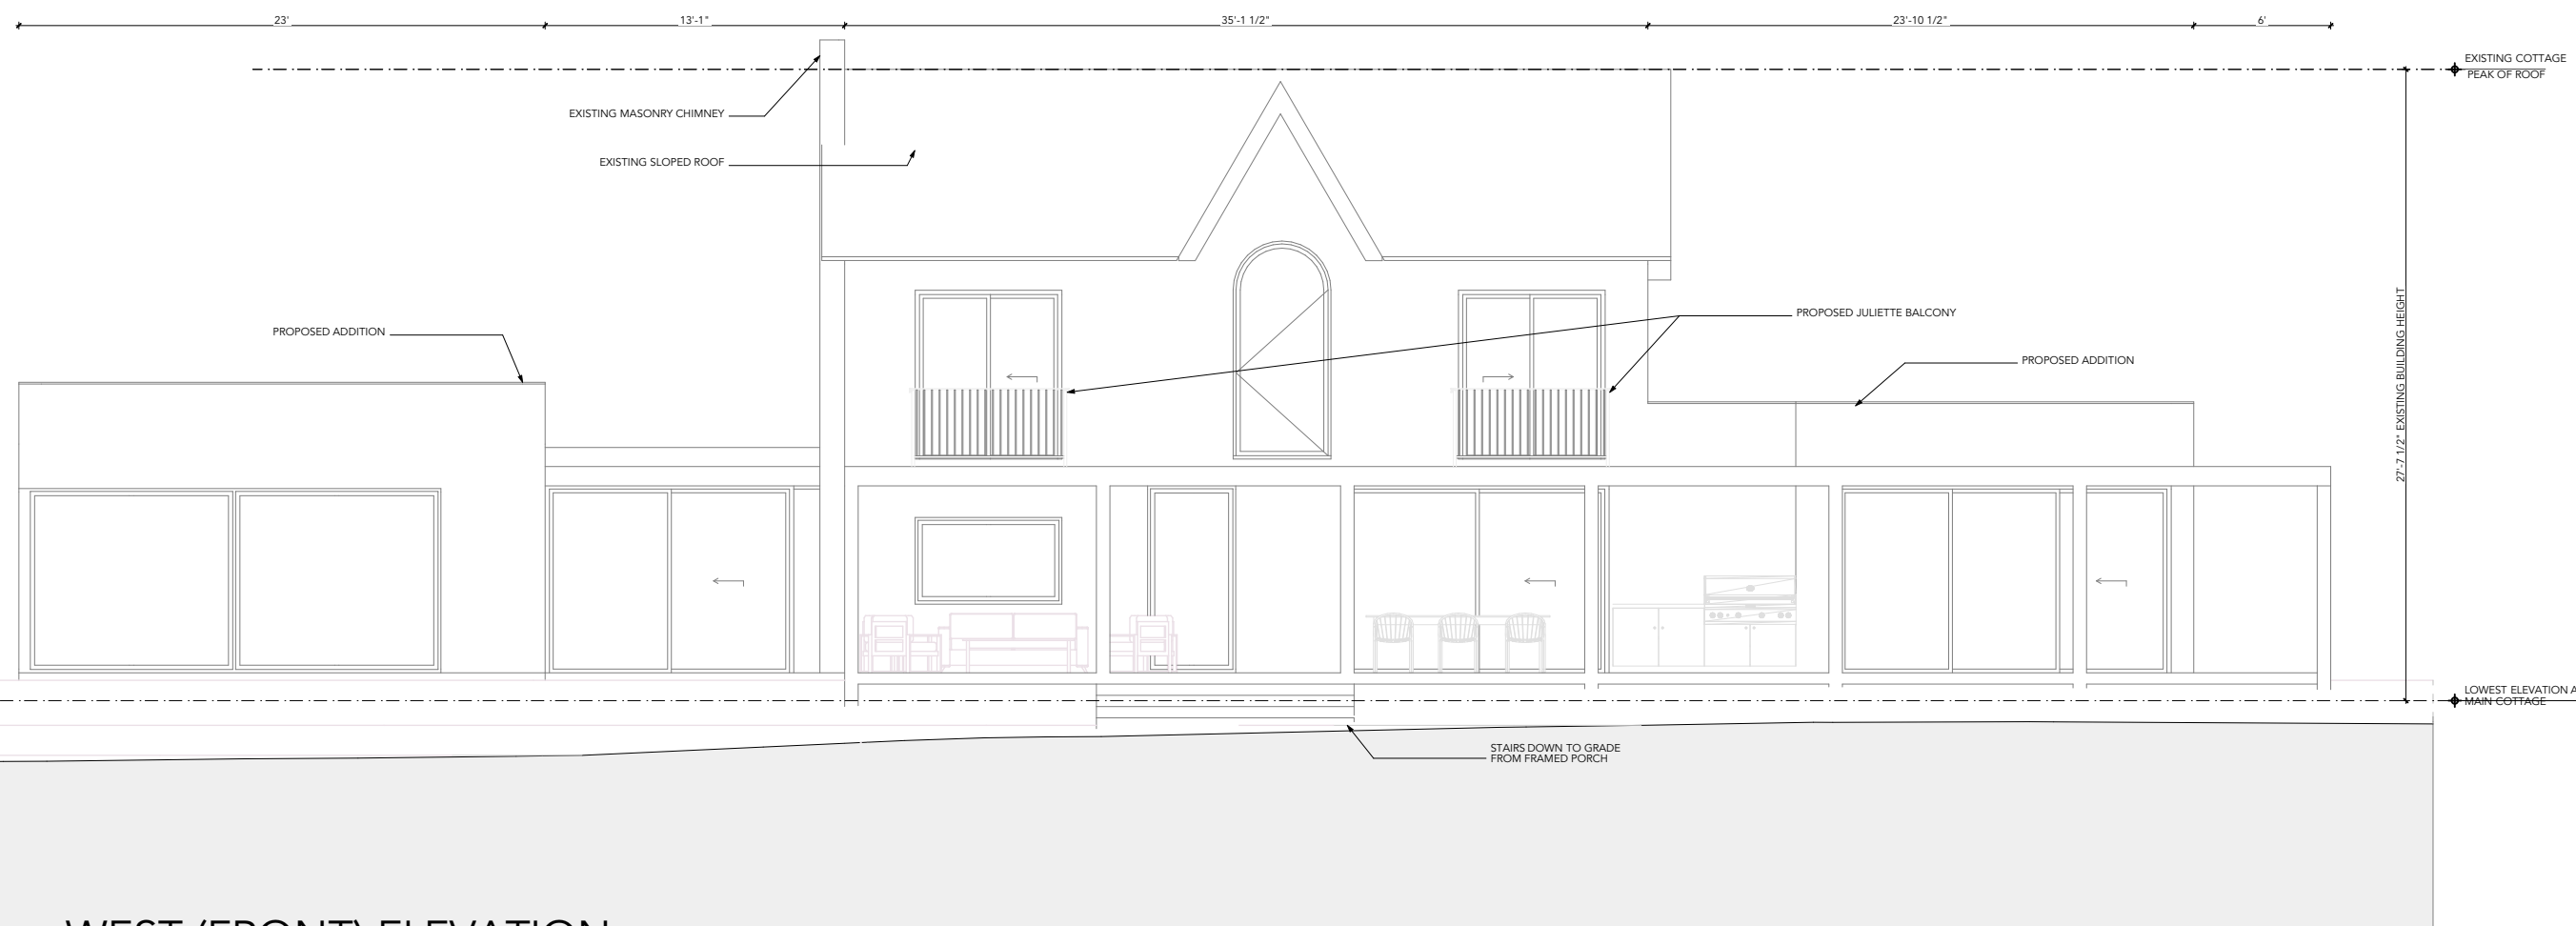 23'
13'-1"
35'-1 1/2"
23'-10 1/2"
6'
EXISTING COTTAGE
PEAK OF ROOF
EXISTING MASONRY CHIMNEY
EXISTING SLOPED ROOF
PROPOSED JULIETTE BALCONY
PROPOSED ADDITION
PROPOSED ADDITION
27'-7 1/2" EXISTING BUILDING HEIGHT
LOWEST ELEVATION A
MAIN COTTAGE
STAIRS DOWN TO GRADE
FROM FRAMED PORCH
WEST (FRONT) ELEVATION